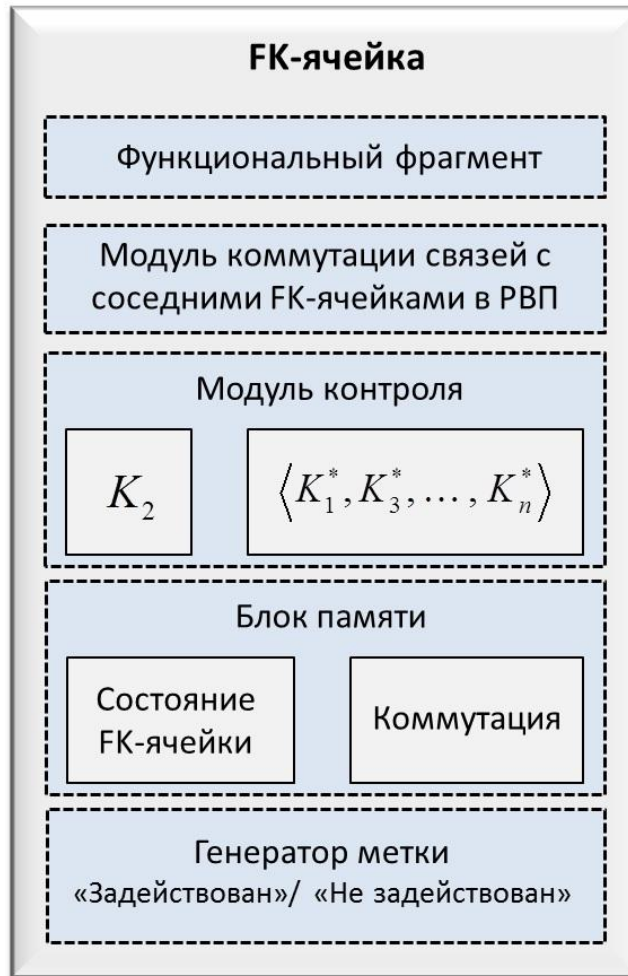 FK-ячейка
Функциональный фрагмент
Модуль коммутации связей с
соседними FK-ячейками в РВП
Модуль контроля
K₂ ⟨K₁*, K₃*, … , Kₙ*⟩
Блок памяти
Состояние
FK-ячейки
Коммутация
Генератор метки
«Задействован»/ «Не задействован»